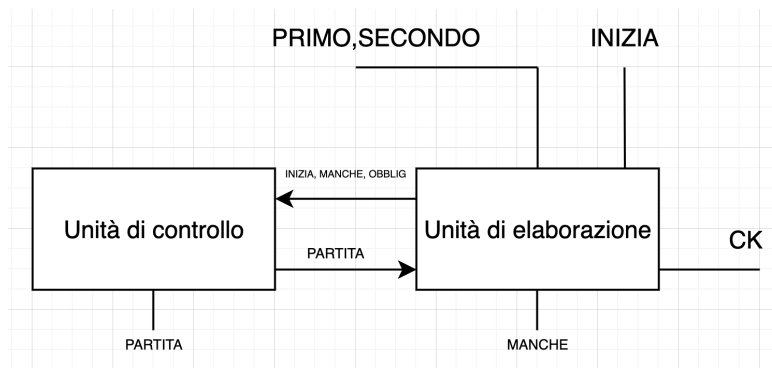 PRIMO,SECONDO
INIZIA
INIZIA, MANCHE, OBBLIG
Unità di controllo
Unità di elaborazione
PARTITA
CK
PARTITA
MANCHE